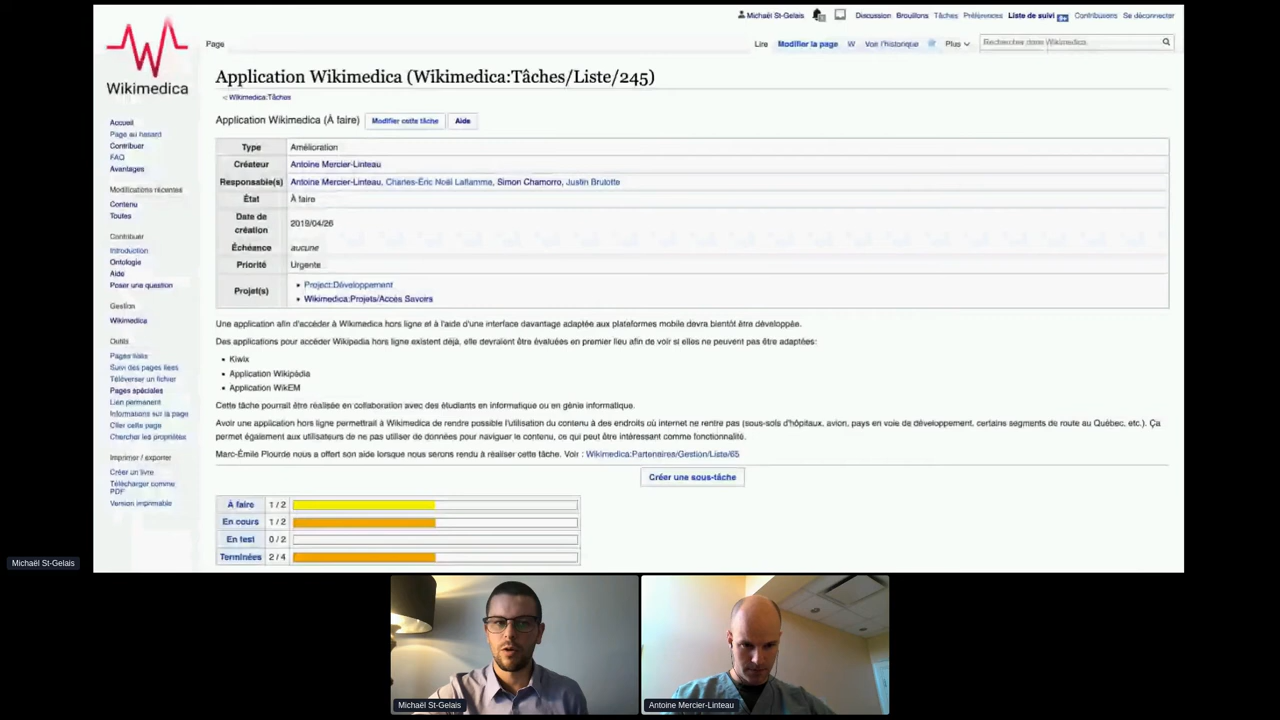 Michaël St-Gelais Discussion Brouillons Tâches Préférences Liste de suivi Contributions Se déconnecter
Wikimedica
Page
Lire Modifier la page W Voir l'historique Plus
Rechercher dans Wikimedica
Application Wikimedica (Wikimedica:Tâches/Liste/245)
< Wikimedica:Tâches
Application Wikimedica (À faire) Modifier cette tâche Aide
Type Amélioration
Créateur Antoine Mercier-Linteau
Responsable(s) Antoine Mercier-Linteau, Charles-Éric Noël Laflamme, Simon Chamorro, Justin Brutotte
État À faire
Date de création 2019/04/26
Échéance aucune
Priorité Urgente
Projet(s)
Project:Développement
Wikimedica:Projets/Accès Savoirs
Accueil
Page au hasard
Contribuer
FAQ
Avantages
Modifications récentes
Contenu
Toutes
Contribuer
Introduction
Ontologie
Aide
Poser une question
Gestion
Wikimedica
Outils
Pages liées
Suivi des pages liées
Téléverser un fichier
Pages spéciales
Lien permanent
Informations sur la page
Citer cette page
Chercher les propriétés
Imprimer / exporter
Créer un livre
Télécharger comme
PDF
Version imprimable
Une application afin d'accéder à Wikimedica hors ligne et à l'aide d'une interface davantage adaptée aux plateformes mobile devra bientôt être développée.
Des applications pour accéder Wikipedia hors ligne existent déjà, elle devraient être évaluées en premier lieu afin de voir si elles ne peuvent pas être adaptées:
Kiwix
Application Wikipédia
Application WikEM
Cette tâche pourrait être réalisée en collaboration avec des étudiants en informatique ou en génie informatique.
Avoir une application hors ligne permettrait à Wikimedica de rendre possible l'utilisation du contenu à des endroits où internet ne rentre pas (sous-sols d'hôpitaux, avion, pays en voie de développement, certains segments de route au Québec, etc.). Ça
permet également aux utilisateurs de ne pas utiliser de données pour naviguer le contenu, ce qui peut être intéressant comme fonctionnalité.
Marc-Émile Plourde nous a offert son aide lorsque nous serons rendu à réaliser cette tâche. Voir : Wikimedica:Partenaires/Gestion/Liste/65
Créer une sous-tâche
À faire 1 / 2
En cours 1 / 2
En test 0 / 2
Terminées 2 / 4
Michaël St-Gelais
Michaël St-Gelais
Antoine Mercier-Linteau